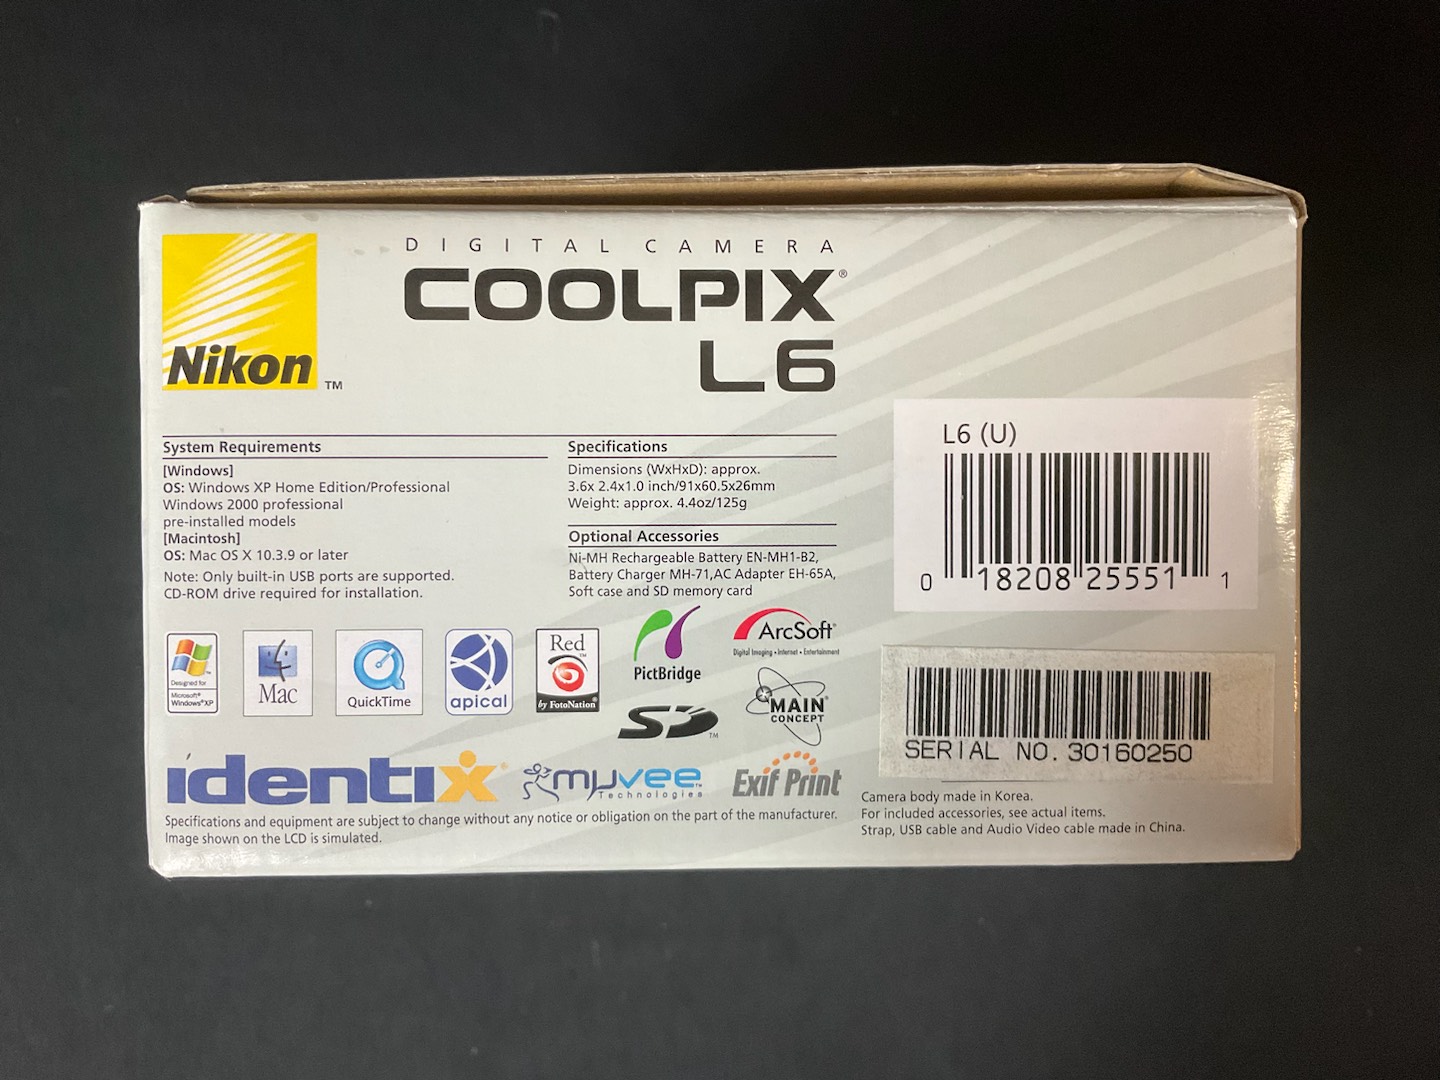 Nikon TM
DIGITAL CAMERA
COOLPIX®
L6
System Requirements
[Windows]
OS: Windows XP Home Edition/Professional
Windows 2000 professional
pre-installed models
[Macintosh]
OS: Mac OS X 10.3.9 or later
Note: Only built-in USB ports are supported.
CD-ROM drive required for installation.
Specifications
Dimensions (WxHxD): approx.
3.6x 2.4x1.0 inch/91x60.5x26mm
Weight: approx. 4.4oz/125g
Optional Accessories
Ni-MH Rechargeable Battery EN-MH1-B2,
Battery Charger MH-71,AC Adapter EH-65A,
Soft case and SD memory card
L6 (U)
0 18208 25551 1
Designed for
Microsoft®
Windows®XP
Mac
QuickTime
apical
Red™
by FotoNation®
PictBridge
ArcSoft®
Digital Imaging • Internet • Entertainment
SD™
MAIN®
CONCEPT
SERIAL NO. 30160250
identix®
muvee™
Technologies
Exif Print
Specifications and equipment are subject to change without any notice or obligation on the part of the manufacturer.
Image shown on the LCD is simulated.
Camera body made in Korea.
For included accessories, see actual items.
Strap, USB cable and Audio Video cable made in China.